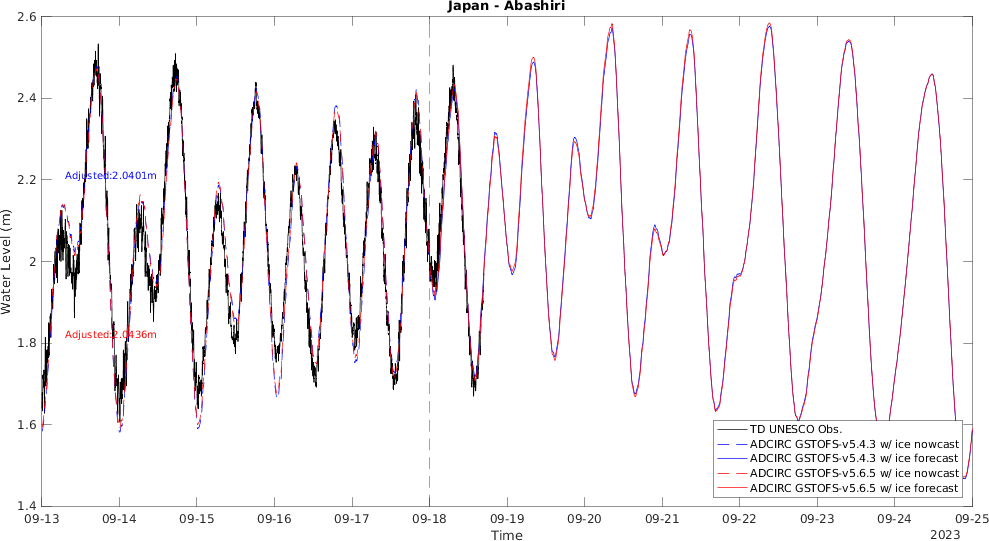 Japan - Abashiri
2.6
2.4
2.2
2
1.8
1.6
1.4
Water Level (m)
Adjusted:2.0401m
Adjusted:2.0436m
TD UNESCO Obs.
ADCIRC GSTOFS-v5.4.3 w/ ice nowcast
ADCIRC GSTOFS-v5.4.3 w/ ice forecast
ADCIRC GSTOFS-v5.6.5 w/ ice nowcast
ADCIRC GSTOFS-v5.6.5 w/ ice forecast
09-13 09-14 09-15 09-16 09-17 09-18 09-19 09-20 09-21 09-22 09-23 09-24 09-25
Time
2023